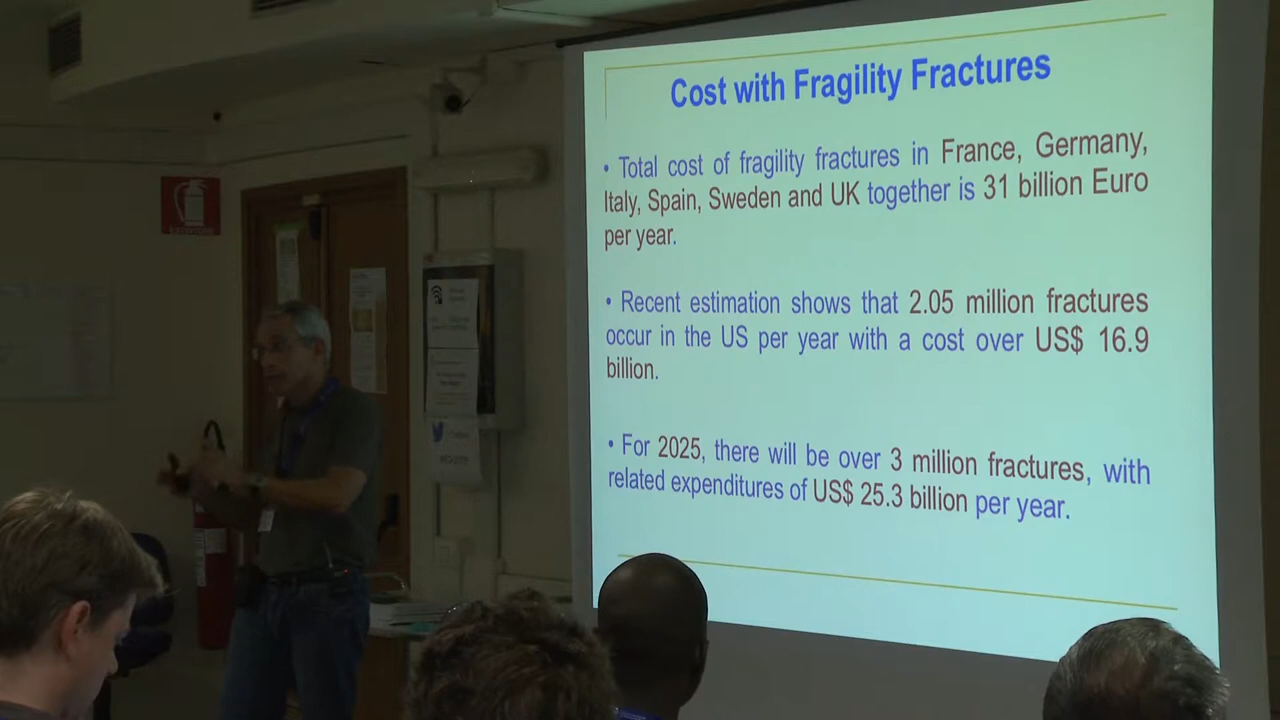 Cost with Fragility Fractures
• Total cost of fragility fractures in France, Germany,
Italy, Spain, Sweden and UK together is 31 billion Euro
per year.
• Recent estimation shows that 2.05 million fractures
occur in the US per year with a cost over US$ 16.9
billion.
• For 2025, there will be over 3 million fractures, with
related expenditures of US$ 25.3 billion per year.